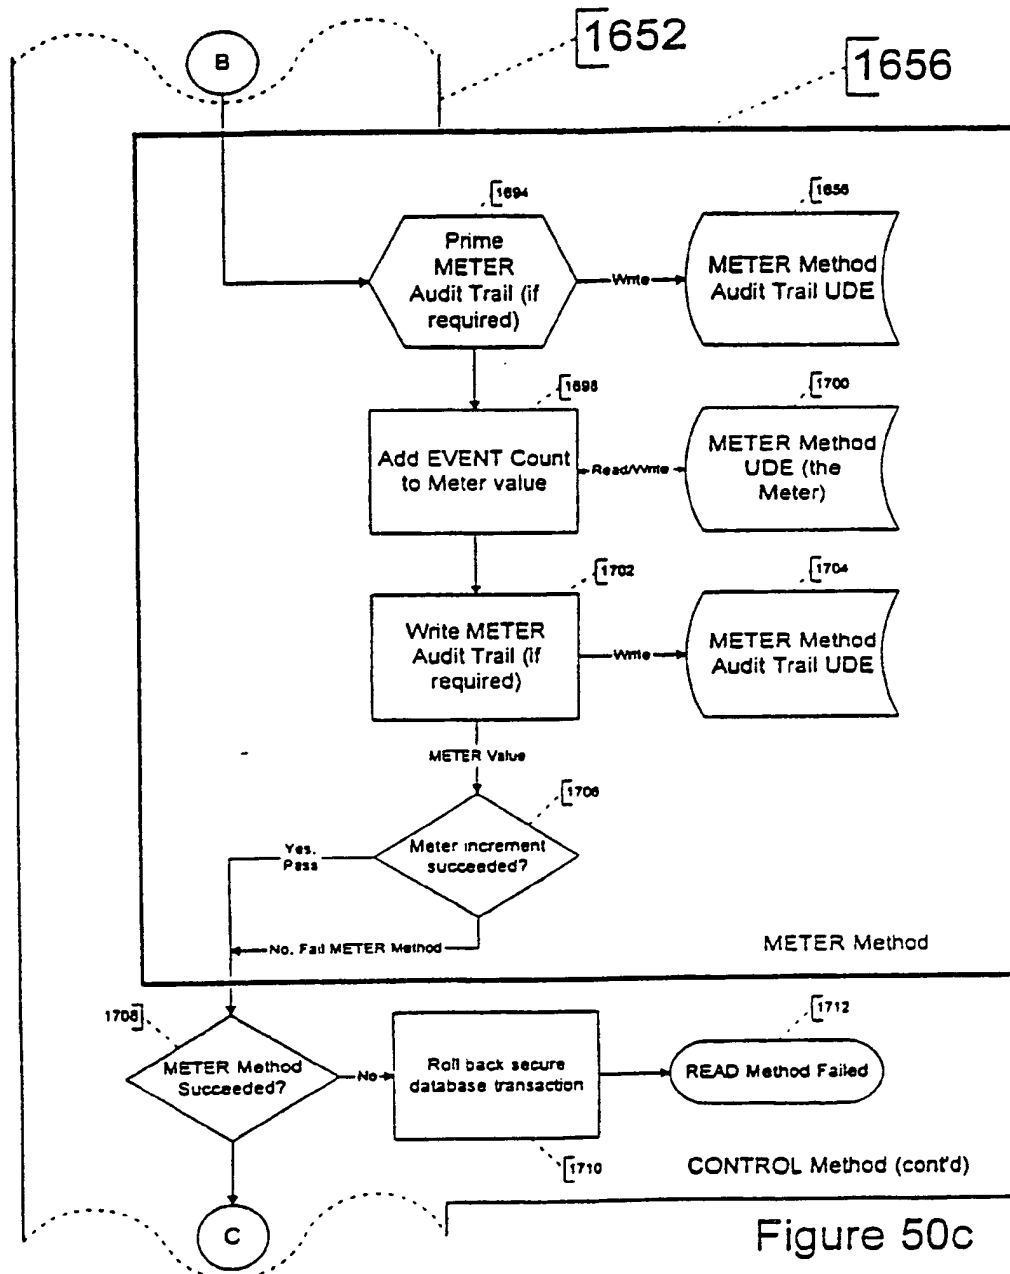 B
1652
1656
1694
Prime
METER
Audit Trail (if
required)
Write
1656
METER Method
Audit Trail UDE
1698
Add EVENT Count
to Meter value
Read/Write
1700
METER Method
UDE (the
Meter)
1702
Write METER
Audit Trail (if
required)
Write
1704
METER Method
Audit Trail UDE
METER Value
1706
Meter increment
succeeded?
Yes.
Pass
No, Fail METER Method
METER Method
1708
METER Method
Succeeded?
No
Roll back secure
database transaction
1710
1712
READ Method Failed
CONTROL Method (cont'd)
C
Figure 50c